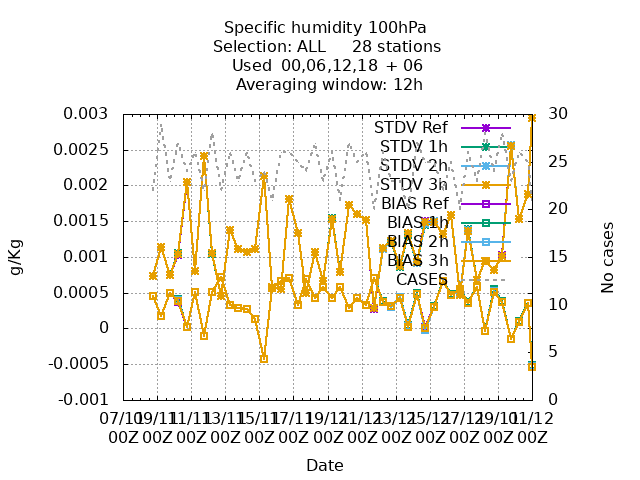 Specific humidity 100hPa
Selection: ALL 28 stations
Used 00,06,12,18 + 06
Averaging window: 12h
0.003
0.0025
0.002
0.0015
0.001
0.0005
0
-0.0005
-0.001
30
25
20
15
10
5
0
g/Kg
No cases
STDV Ref
STDV 1h
STDV 2h
STDV 3h
BIAS Ref
BIAS 1h
BIAS 2h
BIAS 3h
CASES
07/10 09/11 11/11 13/11 15/11 17/11 19/12 21/12 23/12 25/12 27/12 29/10 01/12
00Z 00Z 00Z 00Z 00Z 00Z 00Z 00Z 00Z 00Z 00Z 00Z 00Z
Date